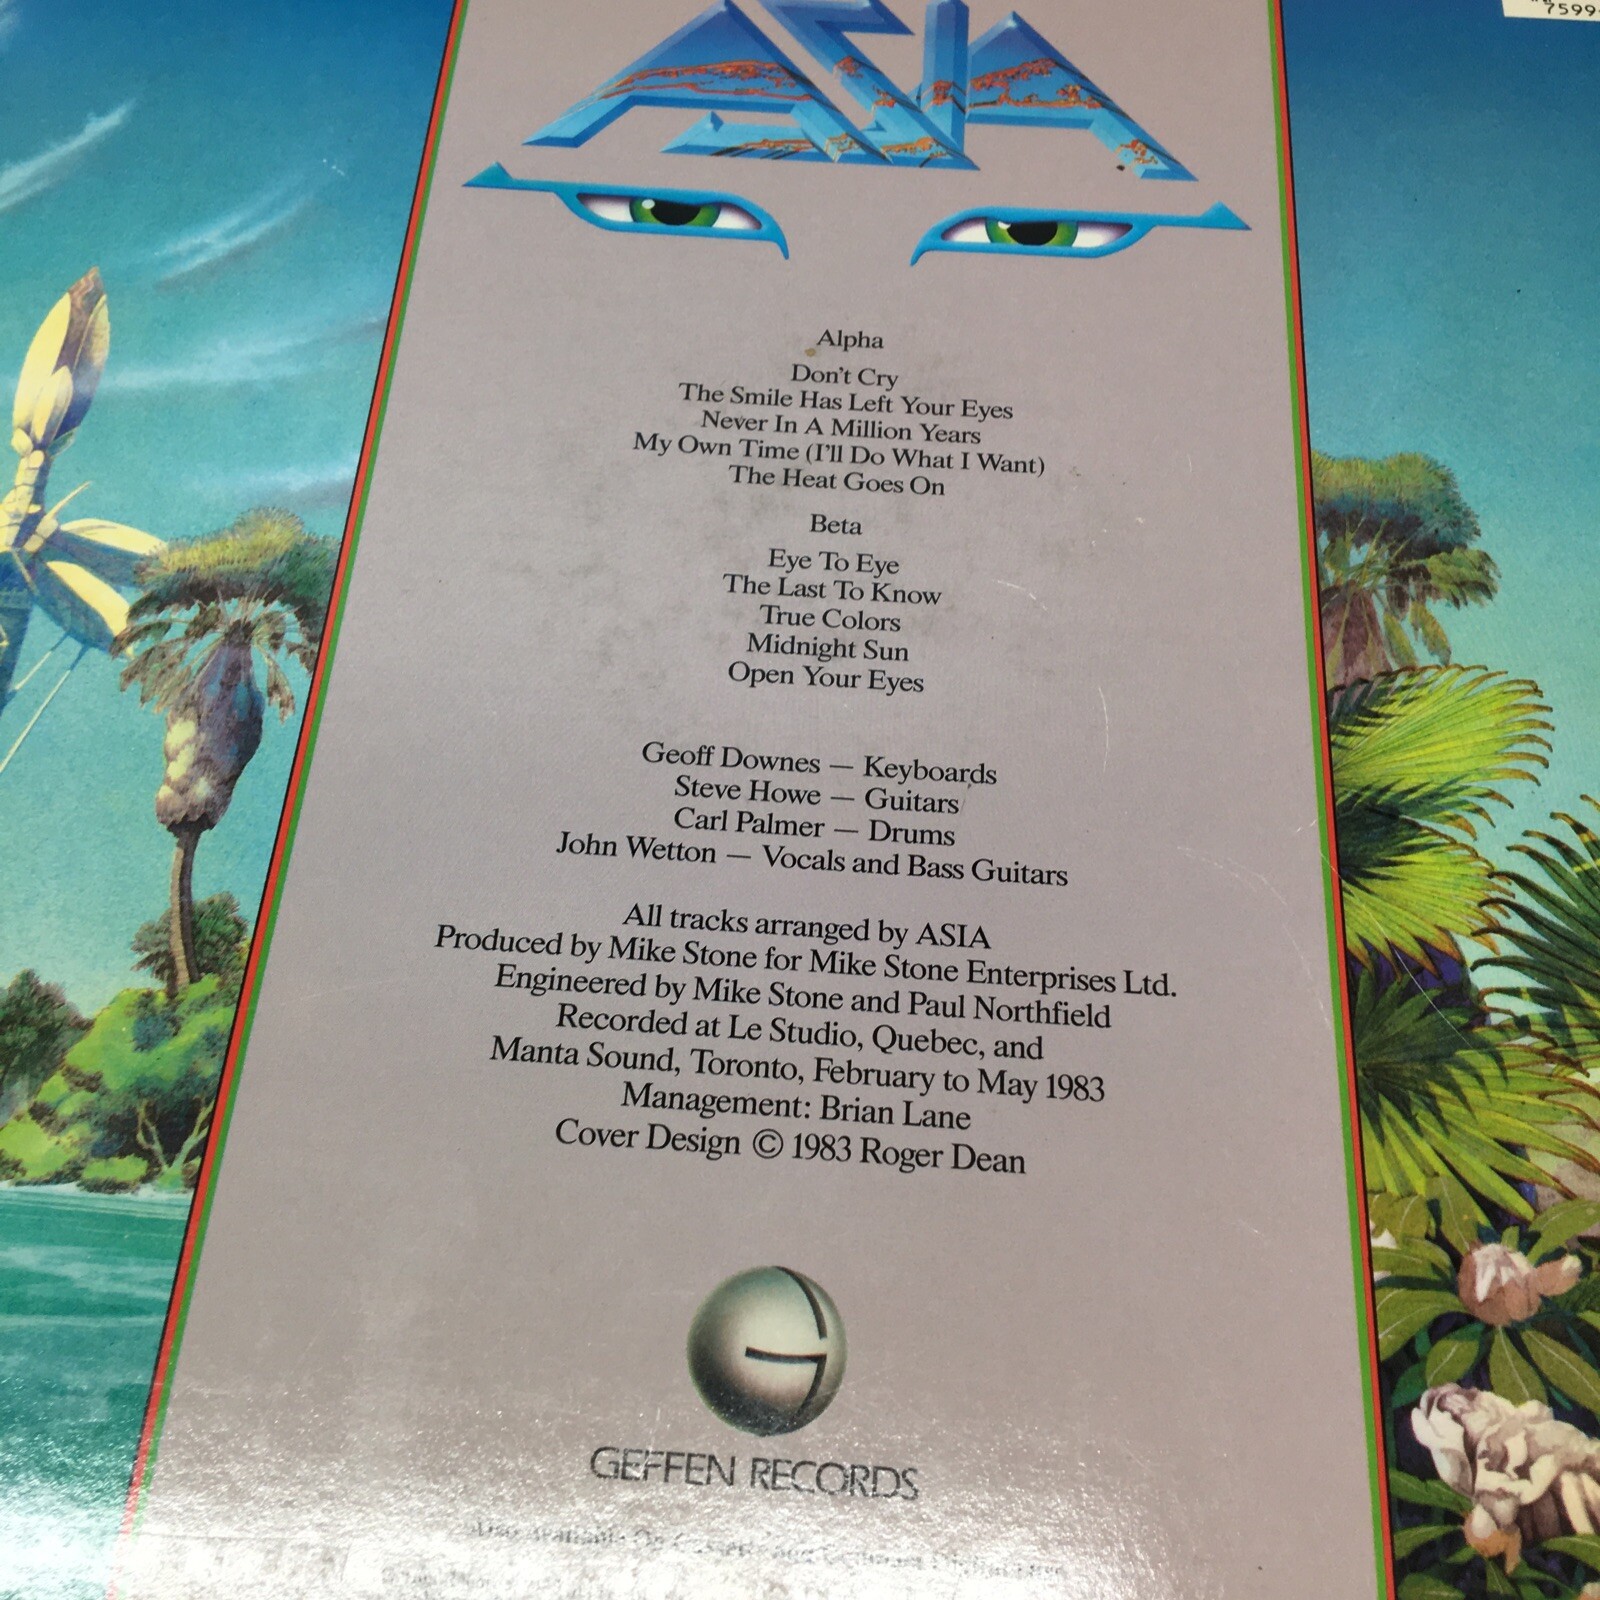 7599
ASIA
Alpha
Don't Cry
The Smile Has Left Your Eyes
Never In A Million Years
My Own Time (I'll Do What I Want)
The Heat Goes On
Beta
Eye To Eye
The Last To Know
True Colors
Midnight Sun
Open Your Eyes
Geoff Downes — Keyboards
Steve Howe — Guitars
Carl Palmer — Drums
John Wetton — Vocals and Bass Guitars
All tracks arranged by ASIA
Produced by Mike Stone for Mike Stone Enterprises Ltd.
Engineered by Mike Stone and Paul Northfield
Recorded at Le Studio, Quebec, and
Manta Sound, Toronto, February to May 1983
Management: Brian Lane
Cover Design © 1983 Roger Dean
GEFFEN RECORDS
Also Available On